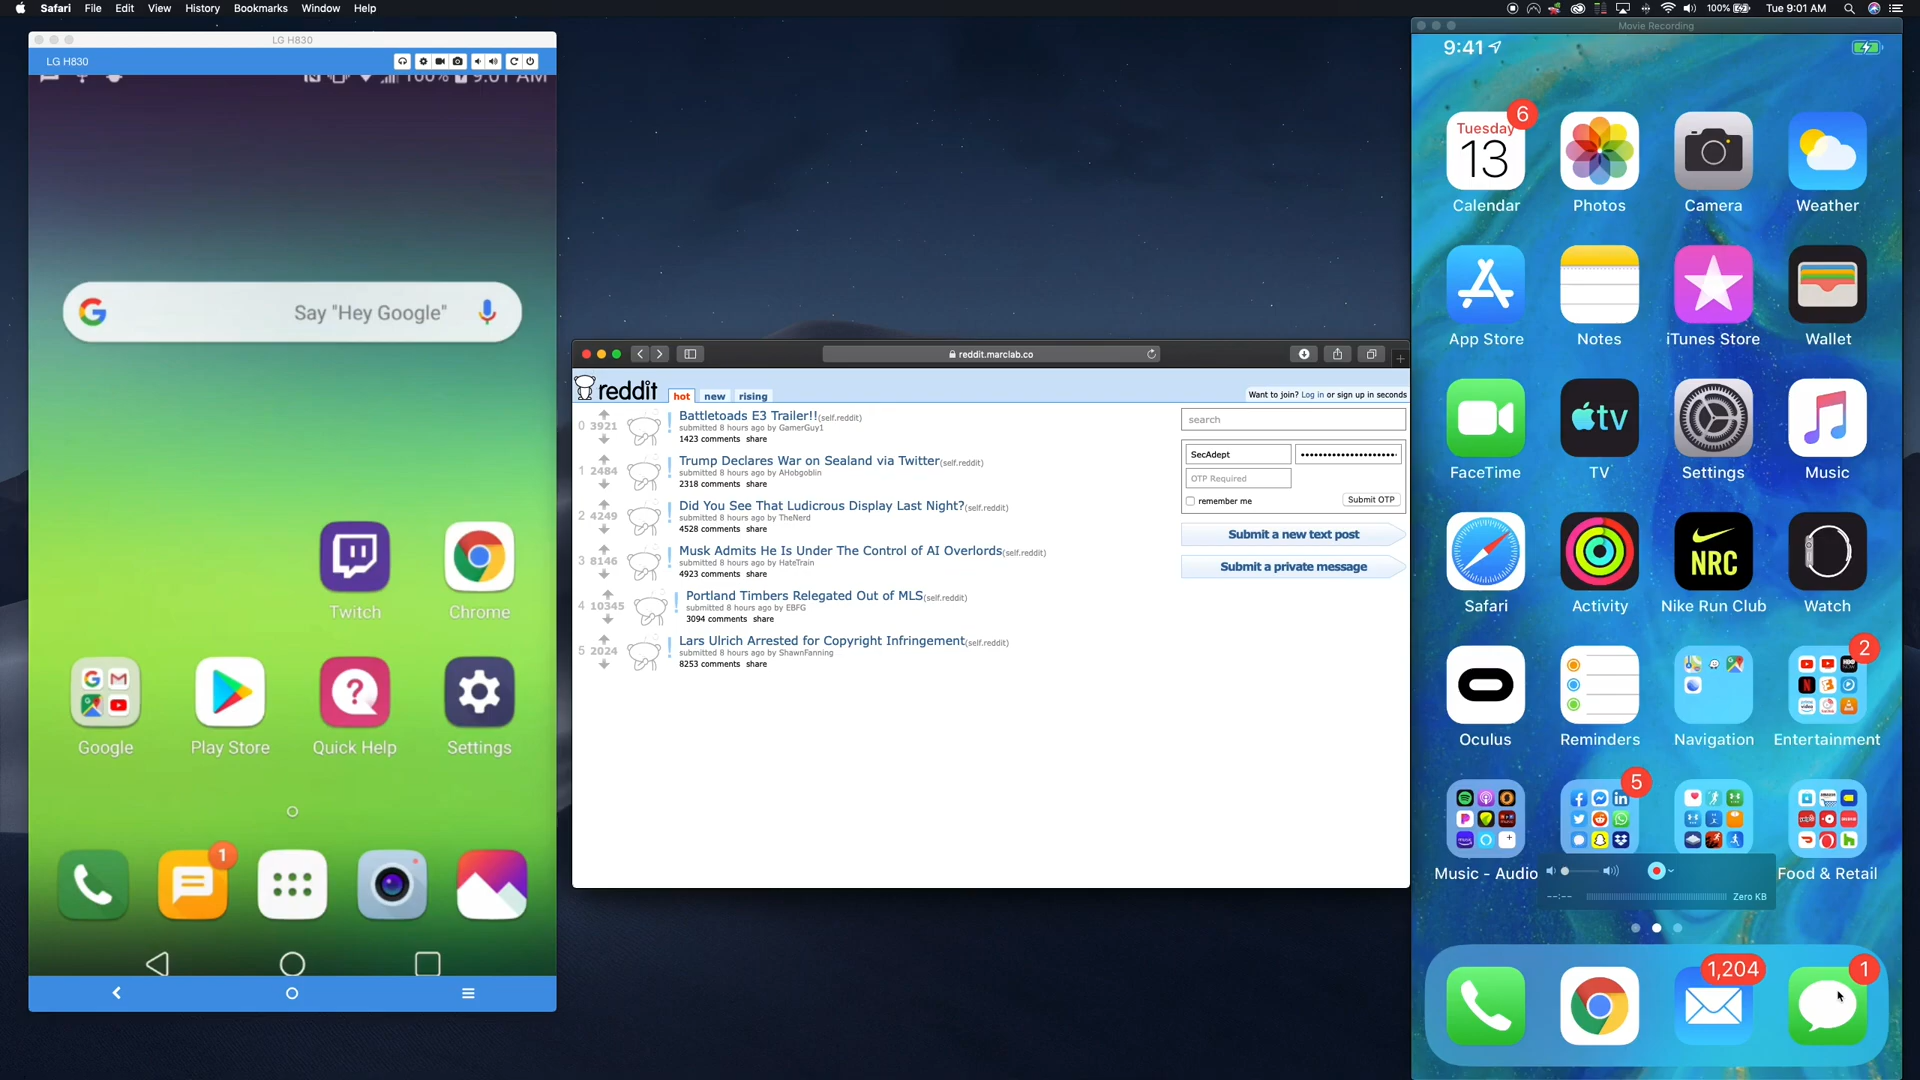 Safari File Edit View History Bookmarks Window Help
100% Tue 9:01 AM
LG H830
LG H830
100% 9:01 AM
Say "Hey Google"
Twitch
Chrome
Google
Play Store
Quick Help
Settings
1
reddit.marclab.co
reddit
hot new rising
Want to join? Log in or sign up in seconds
0 3921
Battletoads E3 Trailer!!(self.reddit)
submitted 8 hours ago by GamerGuy1
1423 comments share
1 2484
Trump Declares War on Sealand via Twitter(self.reddit)
submitted 8 hours ago by AHobgoblin
2318 comments share
2 4249
Did You See That Ludicrous Display Last Night?(self.reddit)
submitted 8 hours ago by TheNerd
4528 comments share
3 8146
Musk Admits He Is Under The Control of AI Overlords(self.reddit)
submitted 8 hours ago by HateTrain
4923 comments share
4 10345
Portland Timbers Relegated Out of MLS(self.reddit)
submitted 8 hours ago by EBFG
3094 comments share
5 2024
Lars Ulrich Arrested for Copyright Infringement(self.reddit)
submitted 8 hours ago by ShawnFanning
8253 comments share
search
SecAdept
OTP Required
remember me
Submit OTP
Submit a new text post
Submit a private message
Movie Recording
9:41
6
Tuesday
13
Calendar
Photos
Camera
Weather
App Store
Notes
iTunes Store
Wallet
tv
FaceTime
TV
Settings
Music
NRC
Safari
Activity
Nike Run Club
Watch
2
Oculus
Reminders
Navigation
Entertainment
5
Music - Audio
Food & Retail
--:--
Zero KB
1,204
1